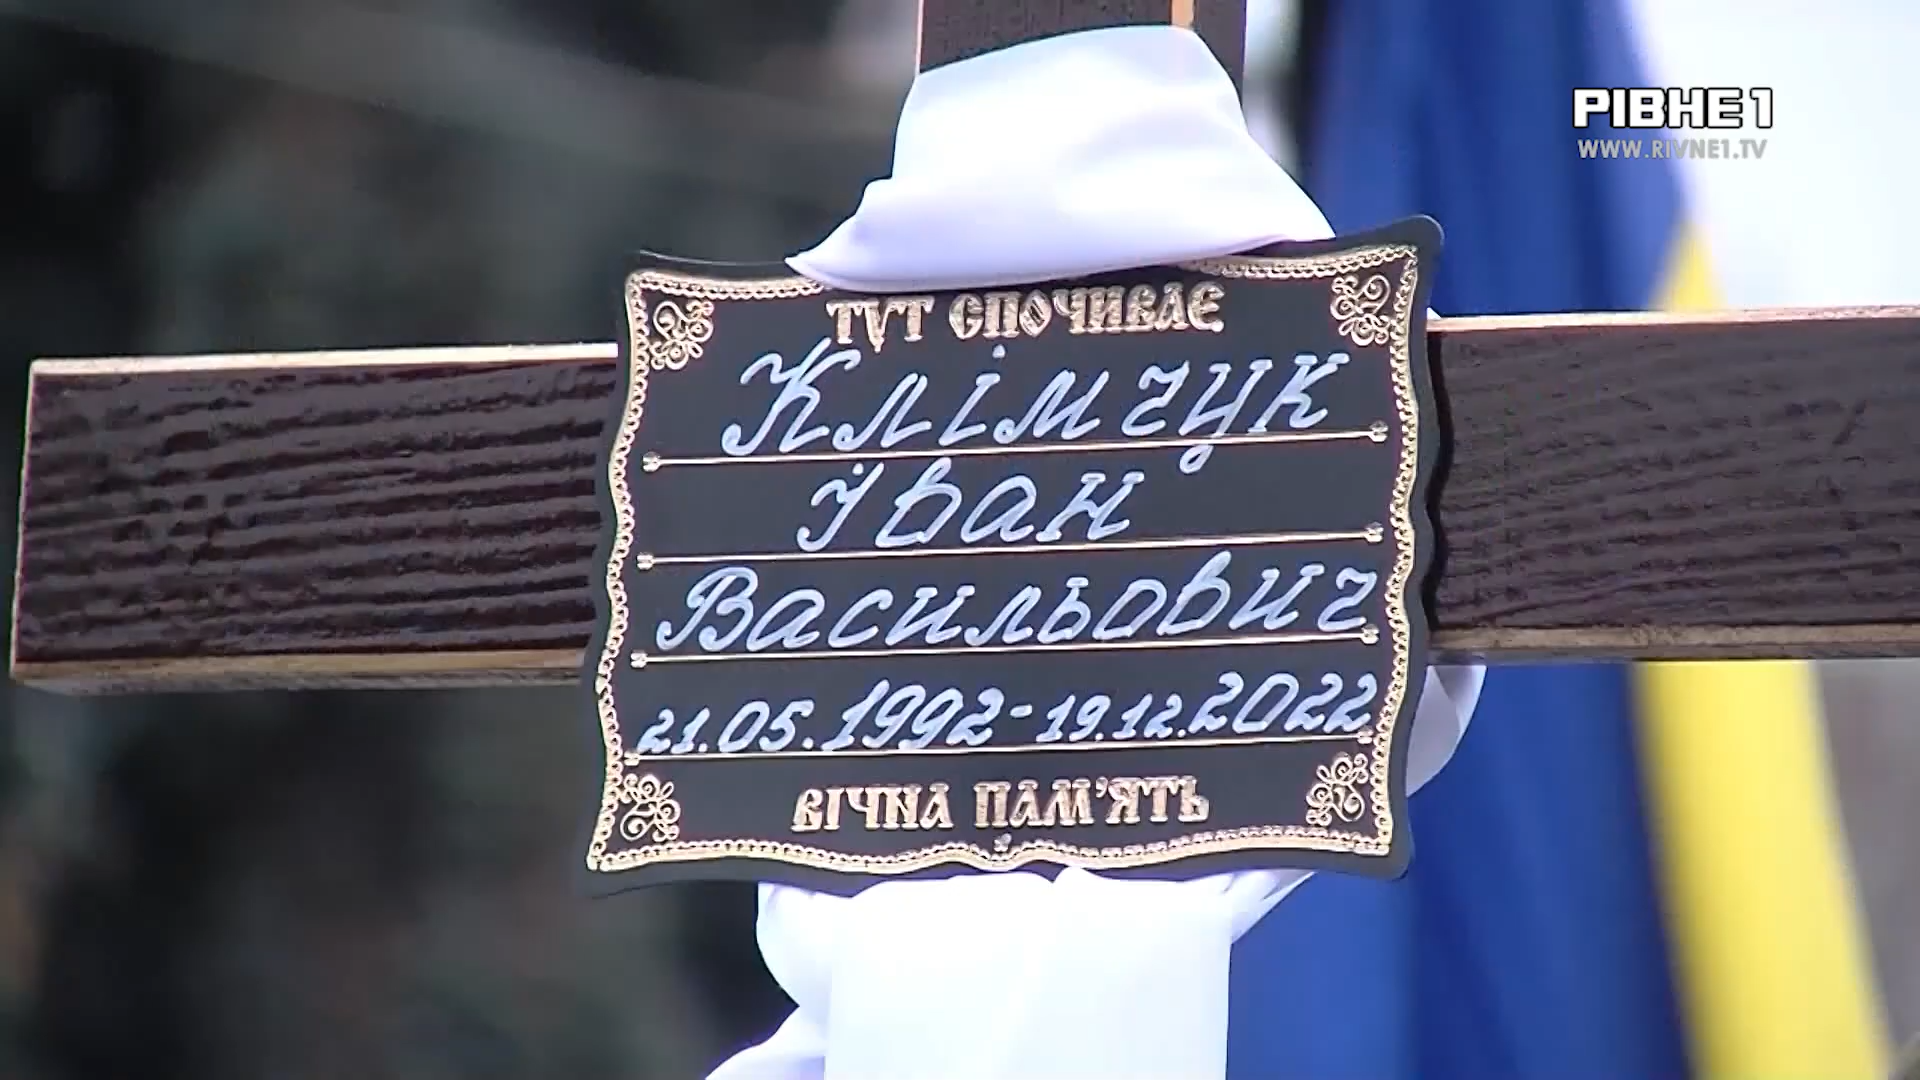 РІВНЕ 1
WWW.RIVNE1.TV
ТУТ СПОЧИВАЄ
Клімчук
Іван
Васильович
21.05.1992-19.12.2022
ВІЧНА ПАМ'ЯТЬ